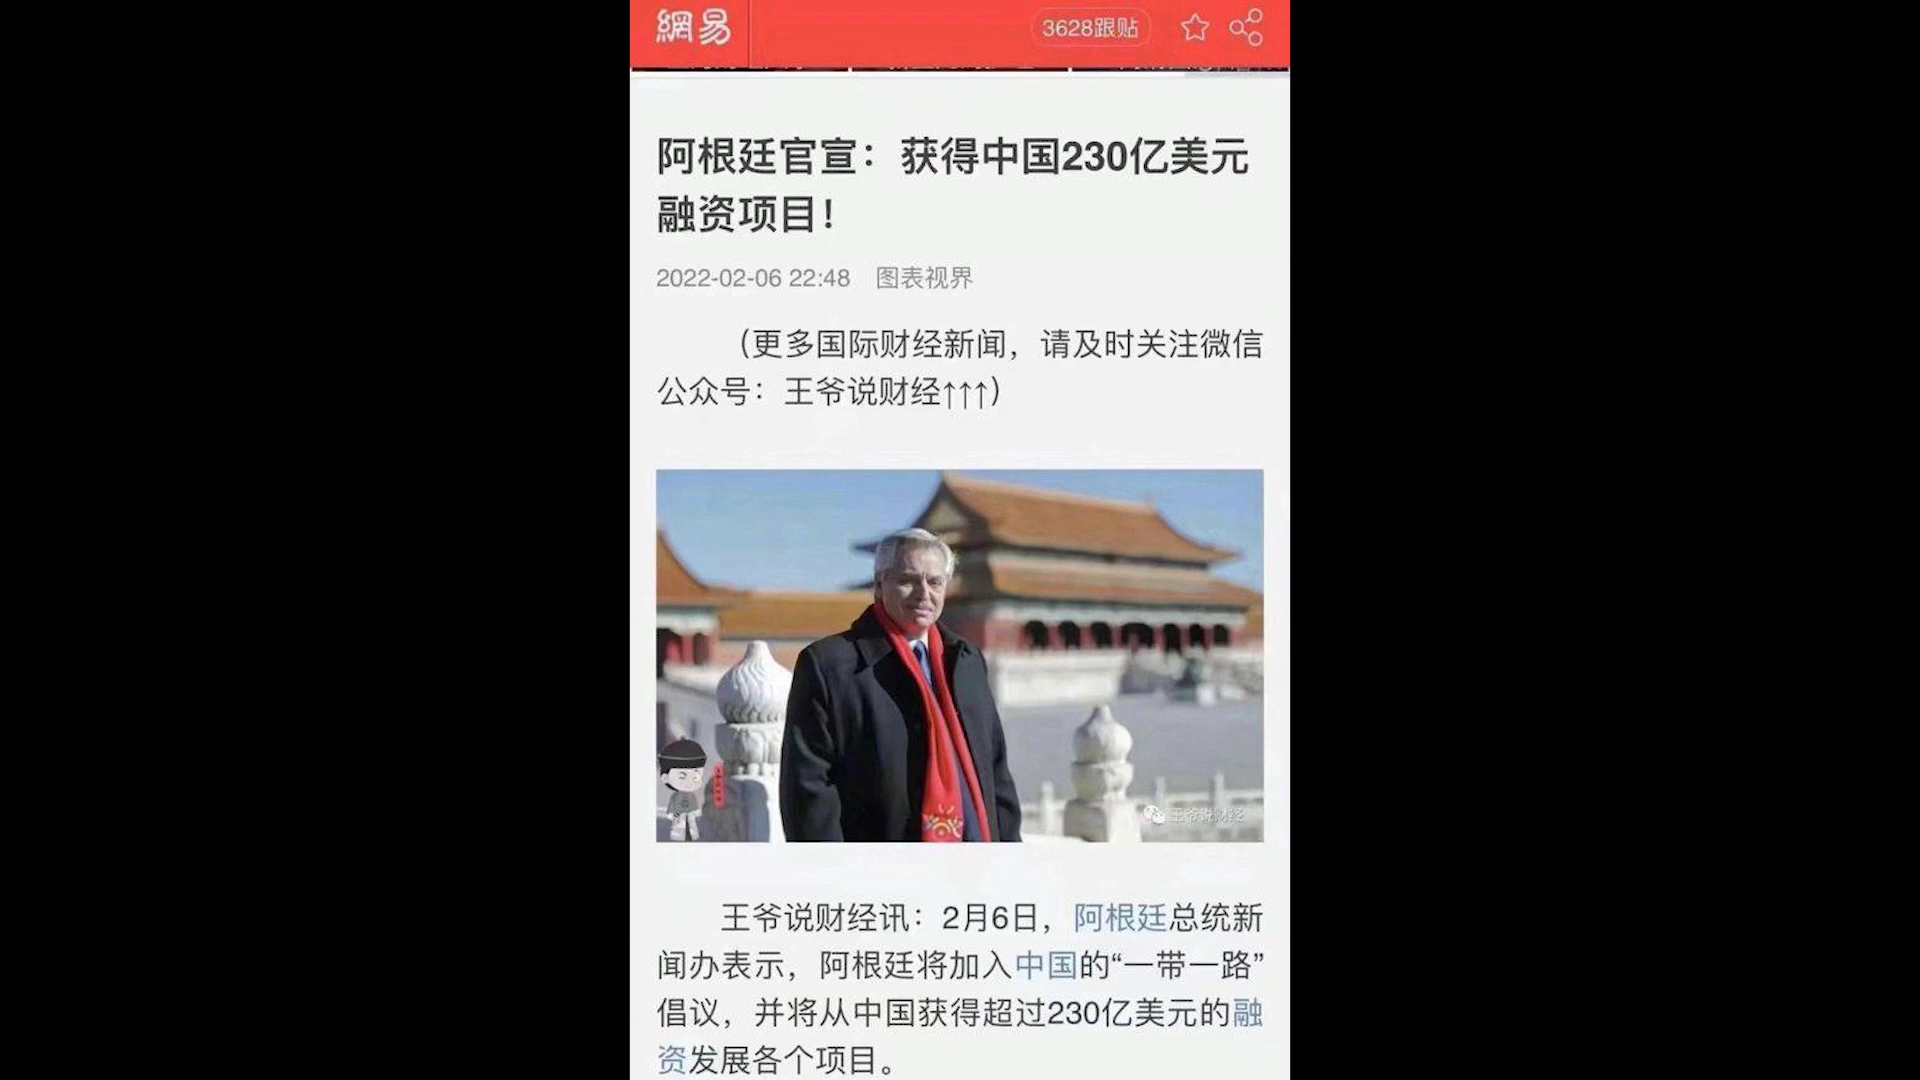 網易
3628跟贴
阿根廷官宣：获得中国230亿美元
融资项目！
2022-02-06 22:48 图表视界
（更多国际财经新闻，请及时关注微信
公众号：王爷说财经↑↑↑）
王爷说财经
王爷说财经讯：2月6日，阿根廷总统新
闻办表示，阿根廷将加入中国的“一带一路”
倡议，并将从中国获得超过230亿美元的融
资发展各个项目。